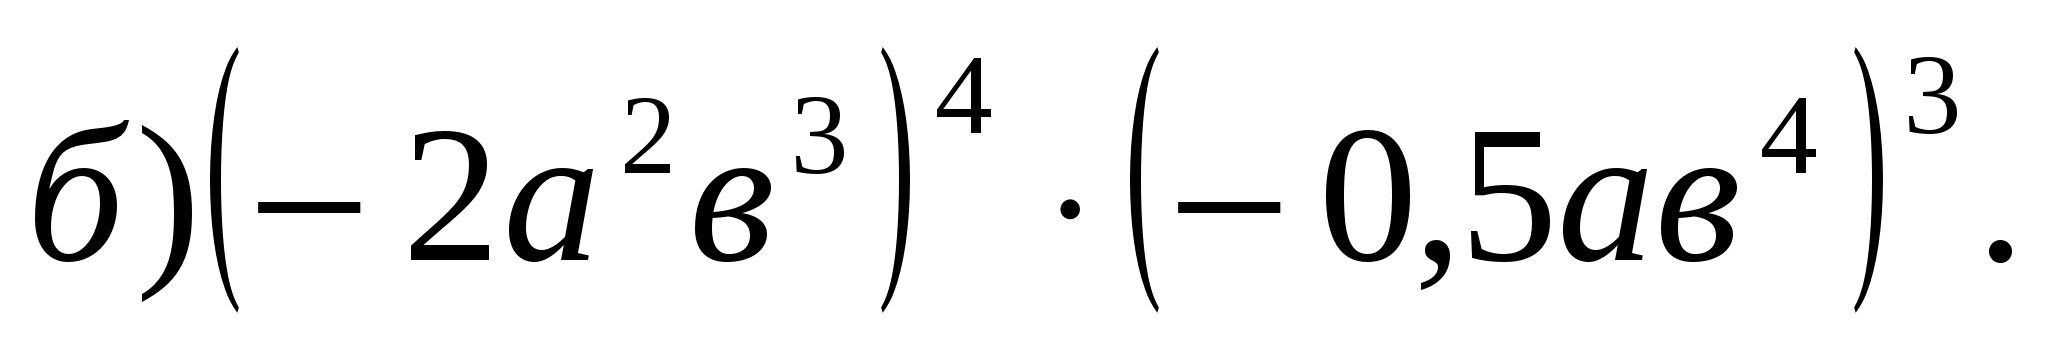 б)(− 2а²в³)⁴ · (− 0,5ав⁴)³.